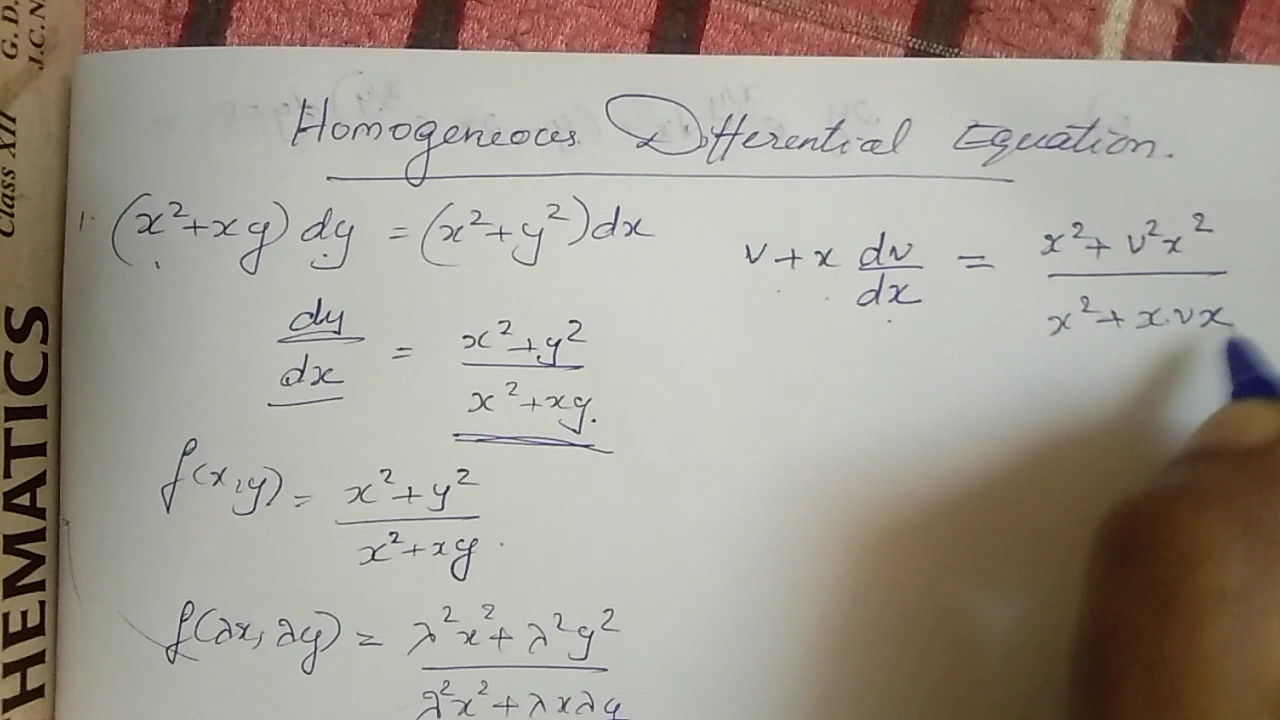 Class XII G. D.
J.C.N
HEMATICS
Homogeneous Differential Equation.
1. (x²+xy) dy = (x²+y²)dx
dy/dx = x²+y² / x²+xy.
f(x,y) = x²+y² / x²+xy.
f(λx, λy) = λ²x²+λ²y² / λ²x²+λxλy
v+x dv/dx = x²+v²x² / x²+xvx